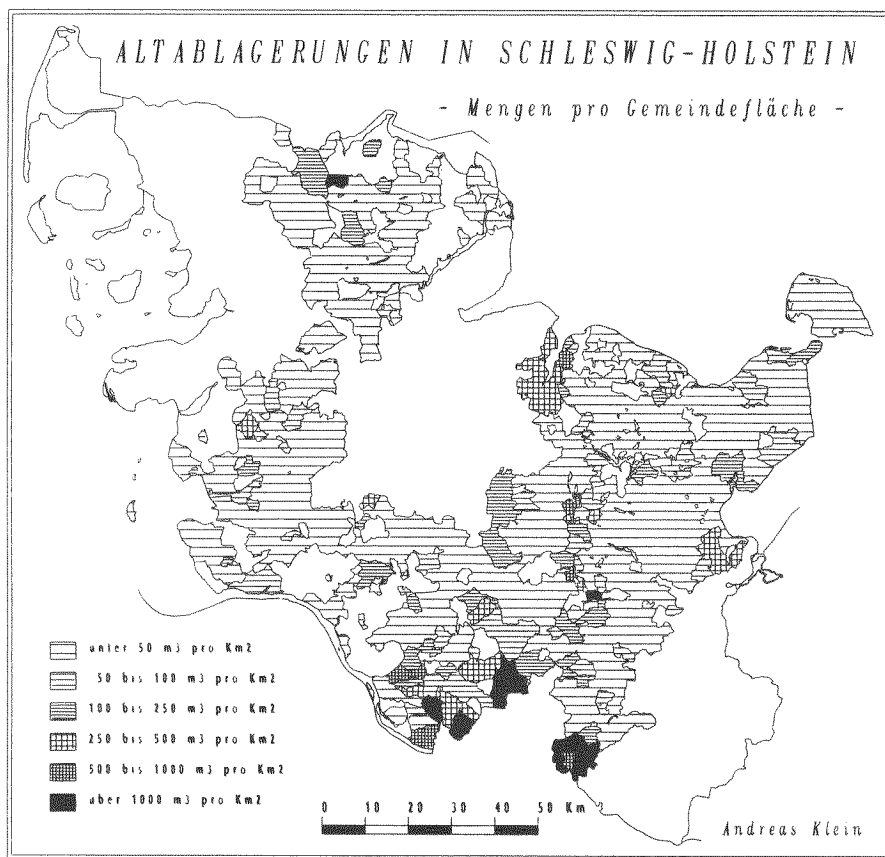 ALTABLAGERUNGEN IN SCHLESWIG-HOLSTEIN
- Mengen pro Gemeindefläche -
unter 50 m3 pro Km2
50 bis 100 m3 pro Km2
100 bis 250 m3 pro Km2
250 bis 500 m3 pro Km2
500 bis 1000 m3 pro Km2
über 1000 m3 pro Km2
0 10 20 30 40 50 Km
Andreas Klein